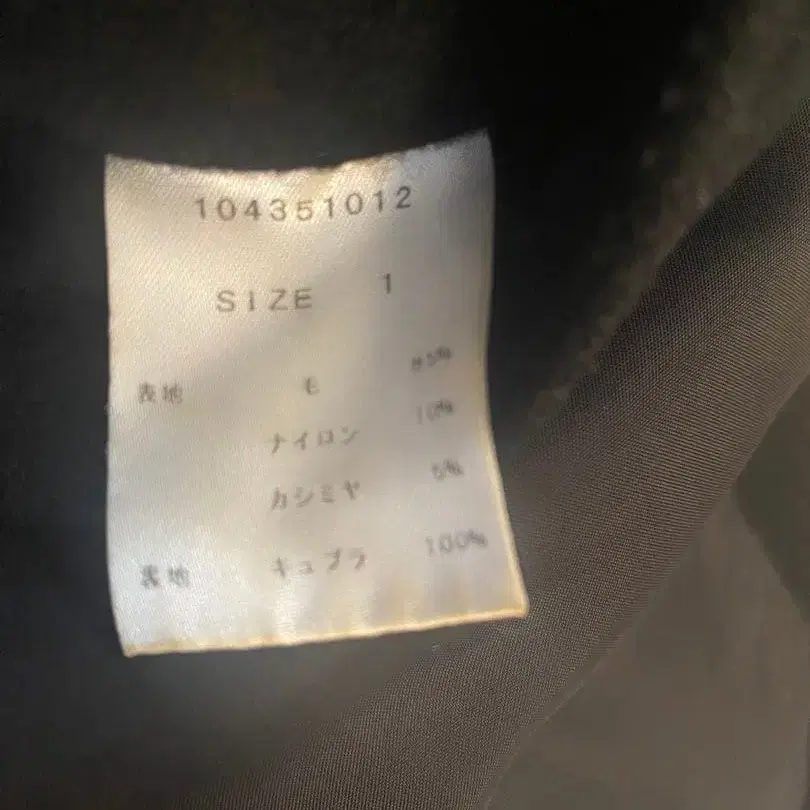 104351012
SIZE 1
表地 毛 85%
ナイロン 10%
カシミヤ 5%
裏地 キュプラ 100%